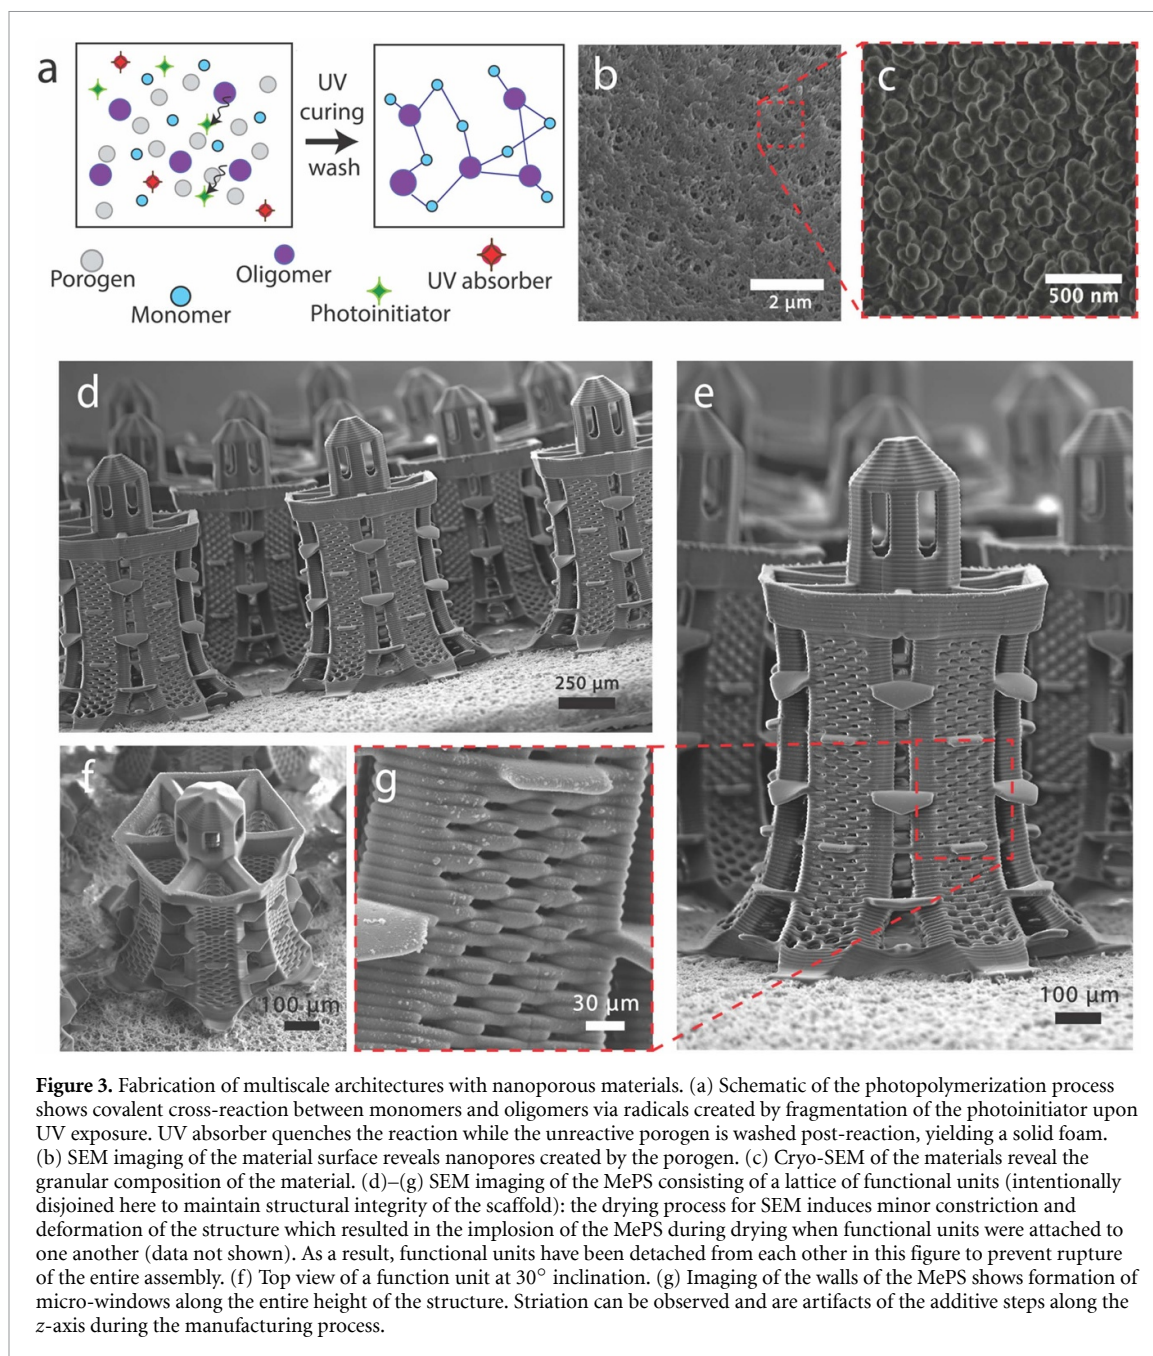 a
UV
curing
wash
Porogen
Monomer
Oligomer
Photoinitiator
UV absorber
b
2 μm
c
500 nm
d
250 μm
e
100 μm
f
100 μm
g
30 μm
Figure 3. Fabrication of multiscale architectures with nanoporous materials. (a) Schematic of the photopolymerization process
shows covalent cross-reaction between monomers and oligomers via radicals created by fragmentation of the photoinitiator upon
UV exposure. UV absorber quenches the reaction while the unreactive porogen is washed post-reaction, yielding a solid foam.
(b) SEM imaging of the material surface reveals nanopores created by the porogen. (c) Cryo-SEM of the materials reveal the
granular composition of the material. (d)–(g) SEM imaging of the MePS consisting of a lattice of functional units (intentionally
disjoined here to maintain structural integrity of the scaffold): the drying process for SEM induces minor constriction and
deformation of the structure which resulted in the implosion of the MePS during drying when functional units were attached to
one another (data not shown). As a result, functional units have been detached from each other in this figure to prevent rupture
of the entire assembly. (f) Top view of a function unit at 30° inclination. (g) Imaging of the walls of the MePS shows formation of
micro-windows along the entire height of the structure. Striation can be observed and are artifacts of the additive steps along the
z-axis during the manufacturing process.